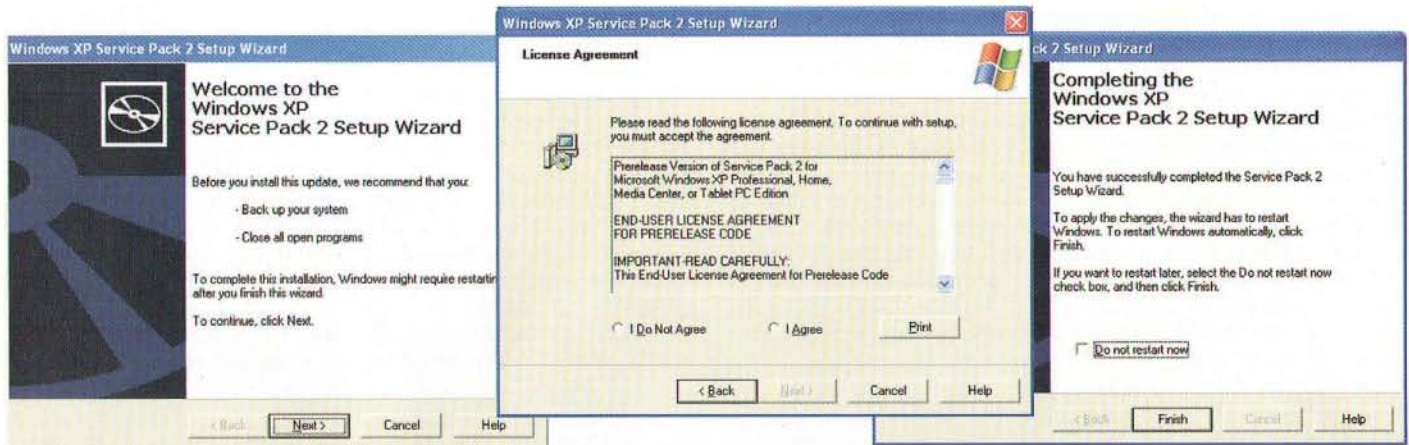 Windows XP Service Pack 2 Setup Wizard
Welcome to the
Windows XP
Service Pack 2 Setup Wizard
Before you install this update, we recommend that you:
- Back up your system
- Close all open programs
To complete this installation, Windows might require restartin
after you finish this wizard.
To continue, click Next.
< Back
Next >
Cancel
Help
Windows XP Service Pack 2 Setup Wizard
License Agreement
Please read the following license agreement. To continue with setup,
you must accept the agreement.
Prerelease Version of Service Pack 2 for
Microsoft Windows XP Professional, Home,
Media Center, or Tablet PC Edition
END-USER LICENSE AGREEMENT
FOR PRERELEASE CODE
IMPORTANT-READ CAREFULLY:
This End-User License Agreement for Prerelease Code
I Do Not Agree
I Agree
Print
< Back
Next >
Cancel
Help
ck 2 Setup Wizard
Completing the
Windows XP
Service Pack 2 Setup Wizard
You have successfully completed the Service Pack 2
Setup Wizard.
To apply the changes, the wizard has to restart
Windows. To restart Windows automatically, click
Finish.
If you want to restart later, select the Do not restart now
check box, and then click Finish.
Do not restart now
< Back
Finish
Cancel
Help